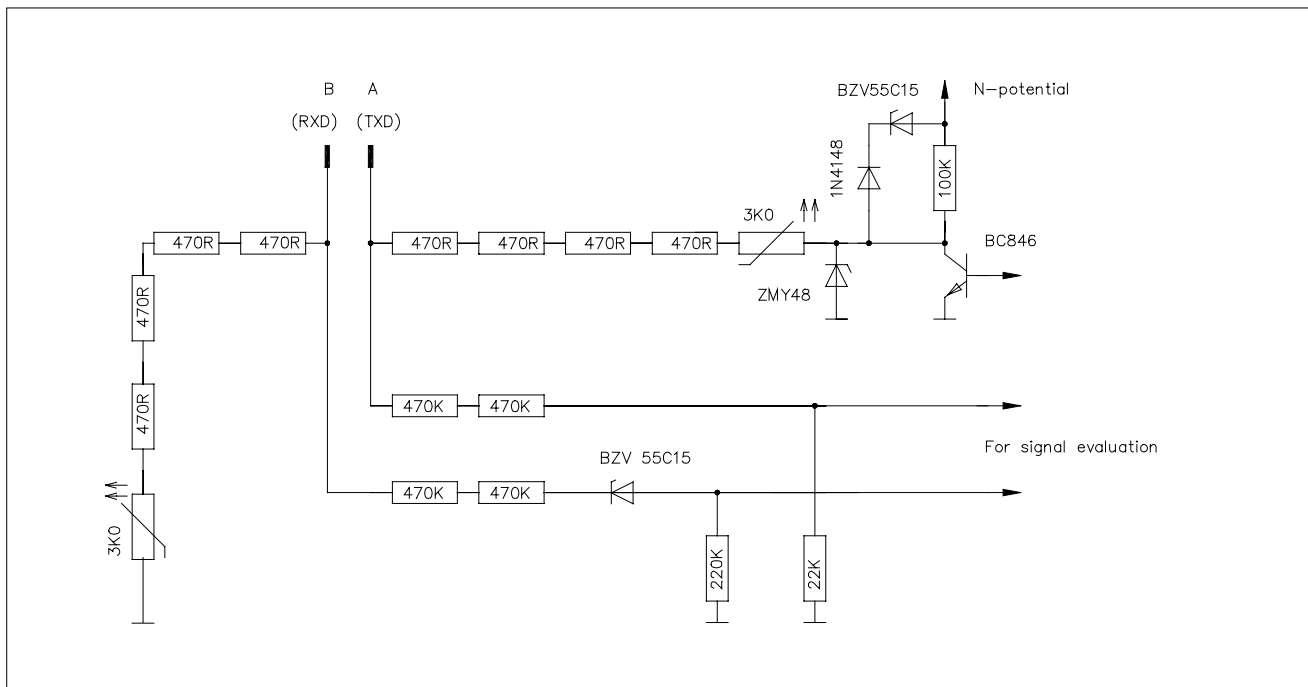 B A
(RXD) (TXD)
BZV55C15
N-potential
1N4148
100K
3K0
BC846
470R 470R
470R 470R 470R 470R
ZMY48
470R
470R
470K 470K
For signal evaluation
BZV 55C15
470K 470K
3K0
220K
22K